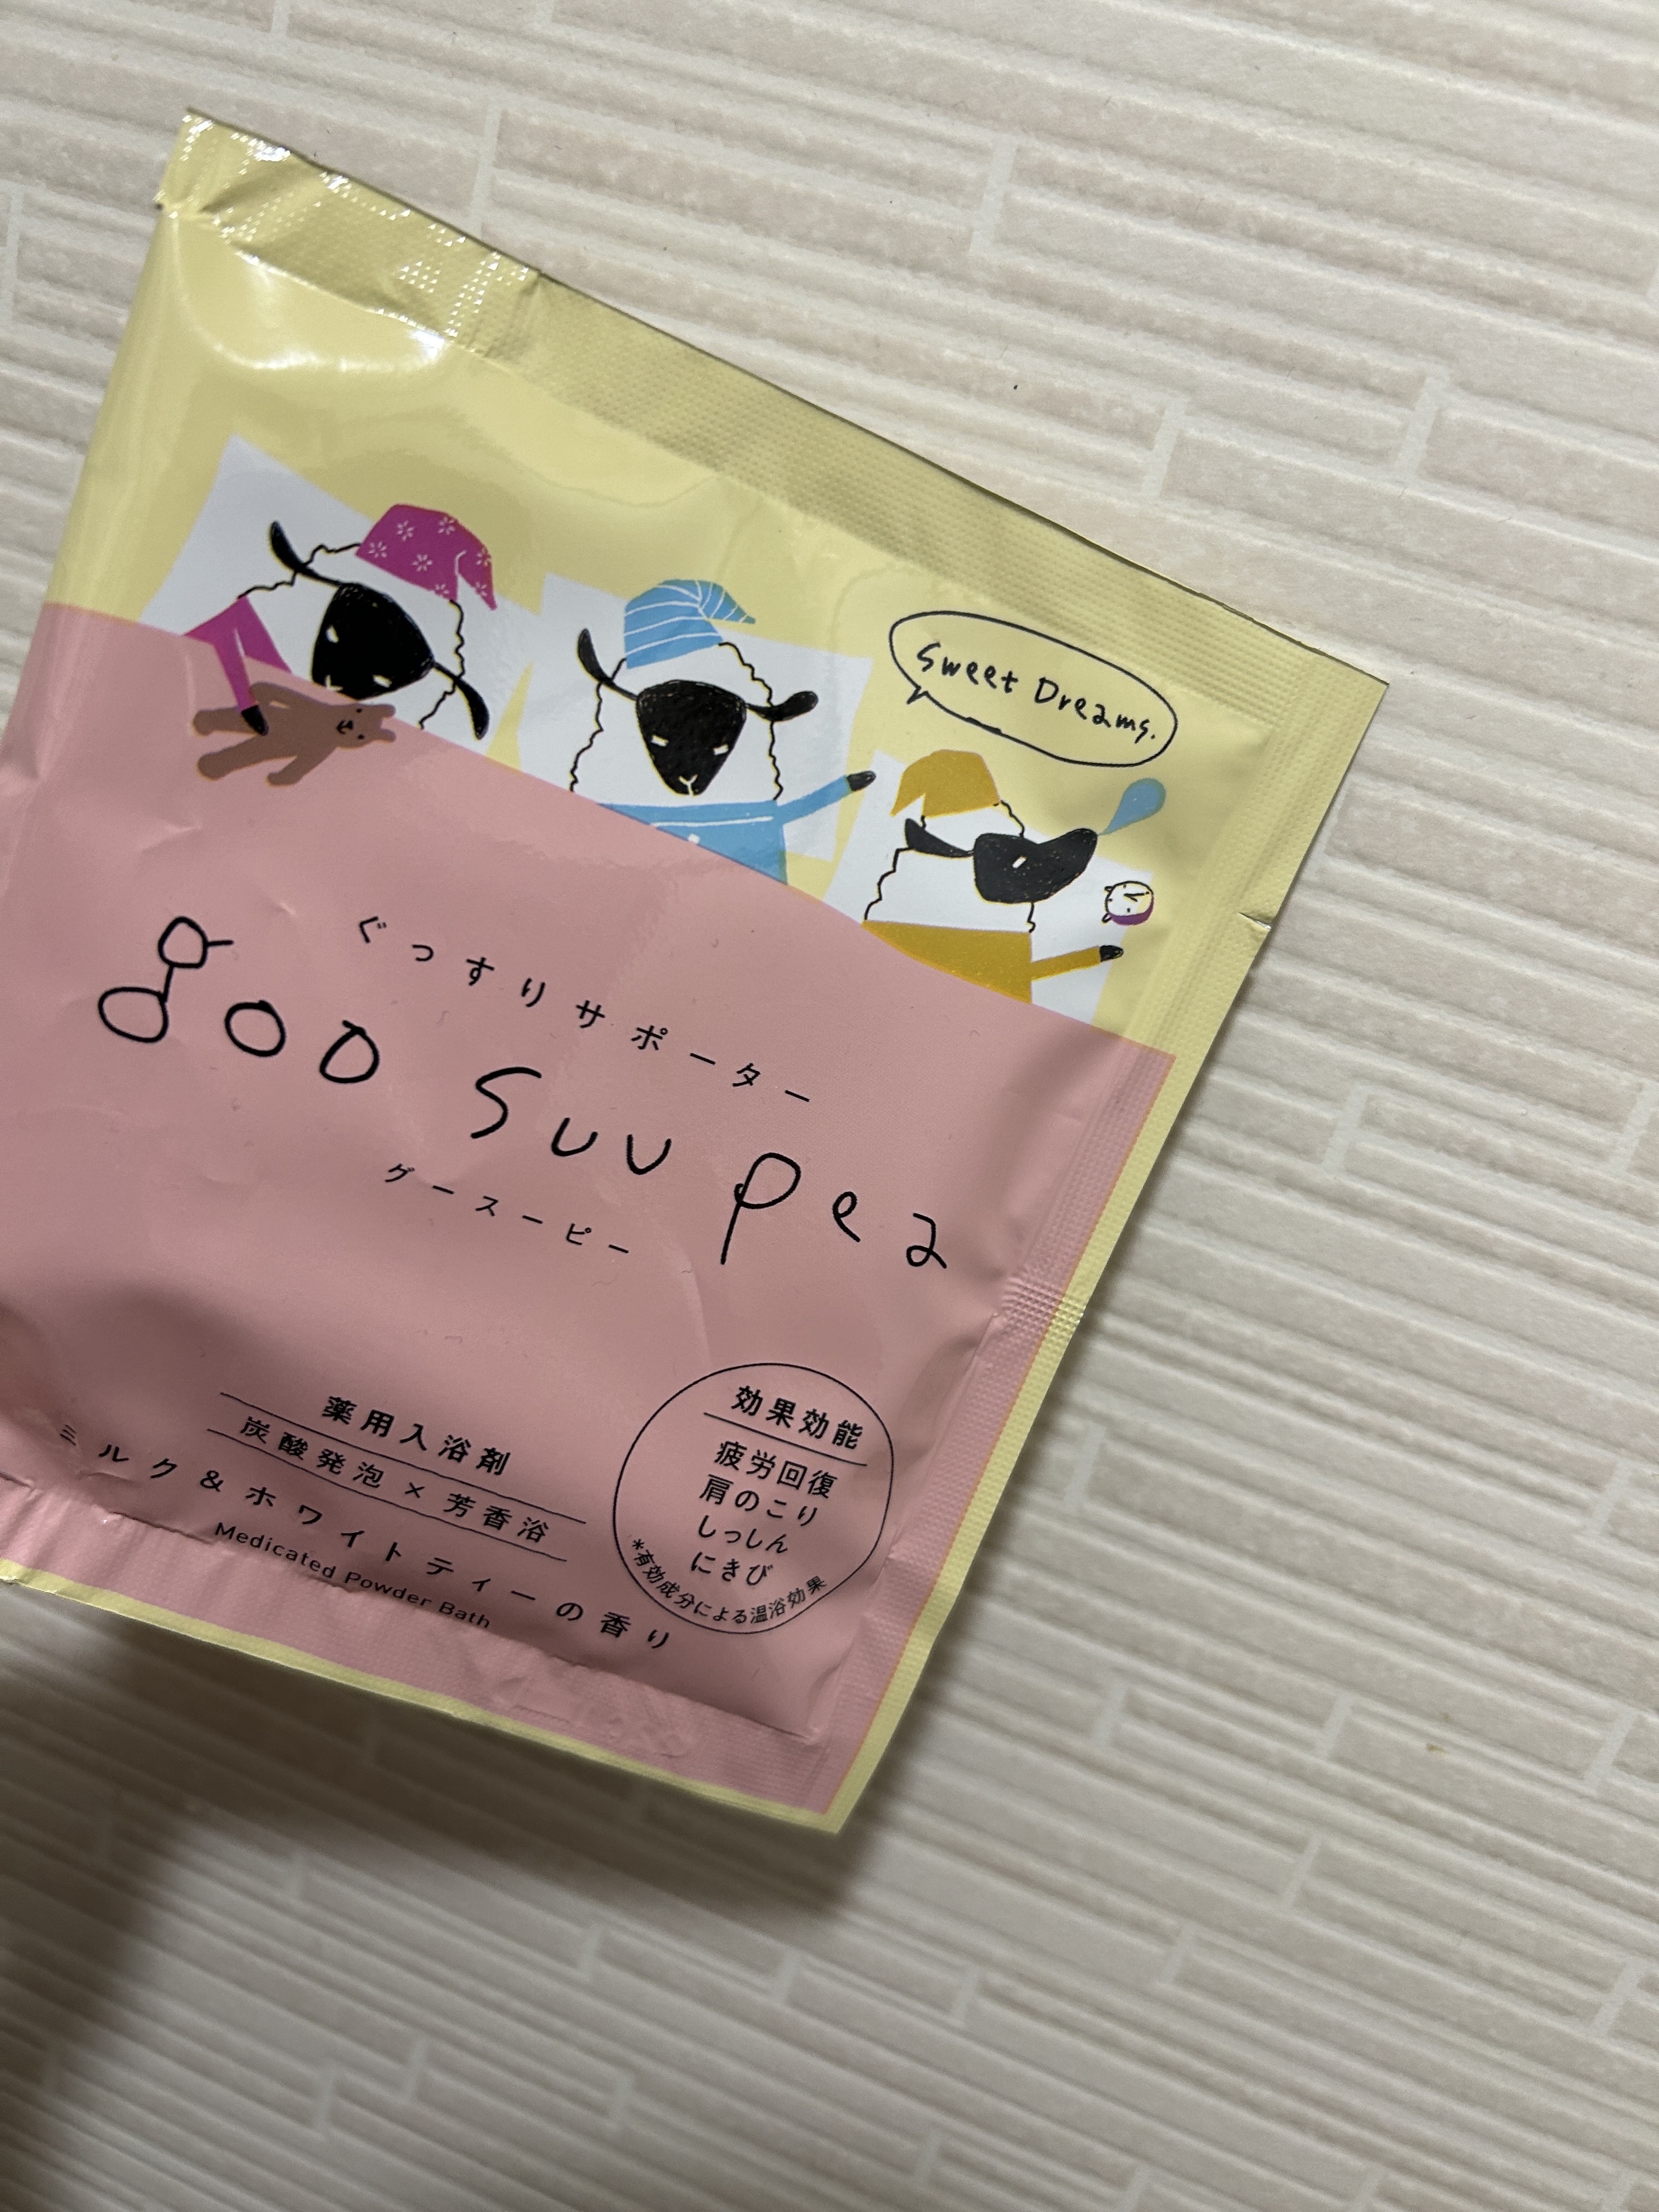 Sweet Dreams.
ぐっすりサポーター
goo suu pea
グースーピー
薬用入浴剤
炭酸発泡×芳香浴
ミルク&ホワイトティーの香り
Medicated Powder Bath
効果効能
疲労回復
肩のこり
しっしん
にきび
*有効成分による温浴効果